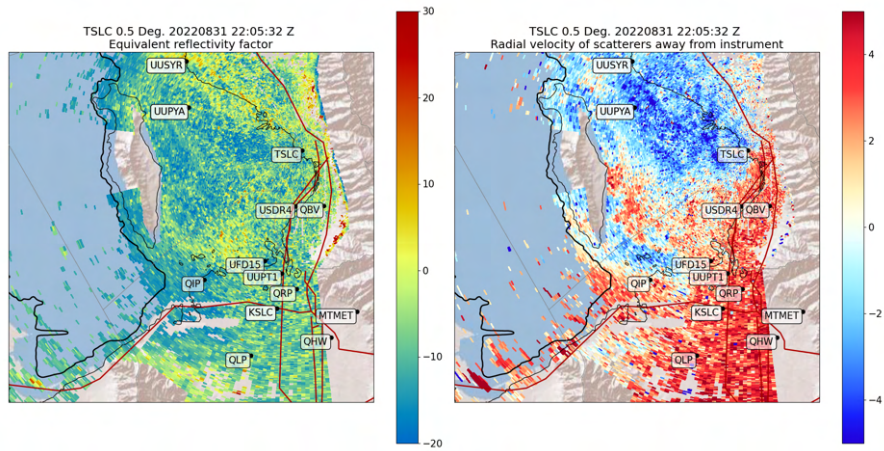 TSLC 0.5 Deg. 20220831 22:05:32 Z
Equivalent reflectivity factor
UUSYR
UUPYA
TSLC
USDR4
QBV
UFD15
UUPT1
QIP
QRP
KSLC
MTMET
QHW
QLP
30
20
10
0
−10
−20
TSLC 0.5 Deg. 20220831 22:05:32 Z
Radial velocity of scatterers away from instrument
UUSYR
UUPYA
TSLC
USDR4
QBV
UFD15
UUPT1
QIP
QRP
KSLC
MTMET
QHW
QLP
4
2
0
−2
−4